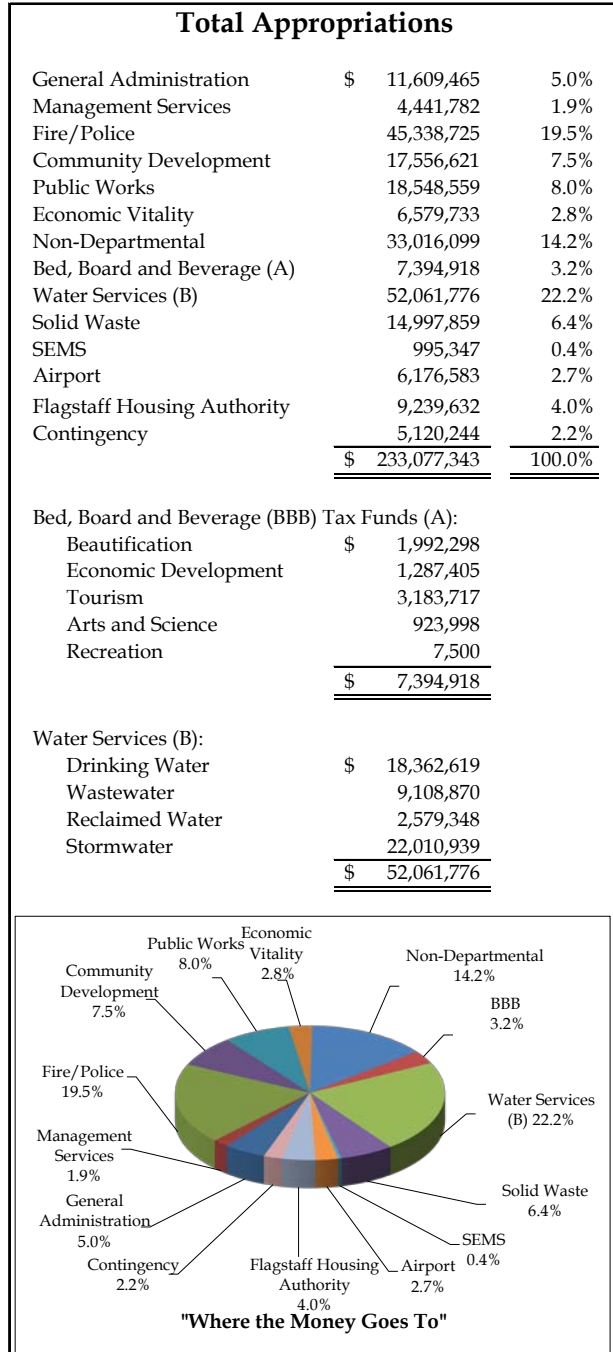 Total Appropriations
General Administration $ 11,609,465 5.0%
Management Services 4,441,782 1.9%
Fire/Police 45,338,725 19.5%
Community Development 17,556,621 7.5%
Public Works 18,548,559 8.0%
Economic Vitality 6,579,733 2.8%
Non-Departmental 33,016,099 14.2%
Bed, Board and Beverage (A) 7,394,918 3.2%
Water Services (B) 52,061,776 22.2%
Solid Waste 14,997,859 6.4%
SEMS 995,347 0.4%
Airport 6,176,583 2.7%
Flagstaff Housing Authority 9,239,632 4.0%
Contingency 5,120,244 2.2%
$ 233,077,343 100.0%
Bed, Board and Beverage (BBB) Tax Funds (A):
Beautification $ 1,992,298
Economic Development 1,287,405
Tourism 3,183,717
Arts and Science 923,998
Recreation 7,500
$ 7,394,918
Water Services (B):
Drinking Water $ 18,362,619
Wastewater 9,108,870
Reclaimed Water 2,579,348
Stormwater 22,010,939
$ 52,061,776
Economic
Vitality
2.8%
Public Works
8.0%
Non-Departmental
14.2%
Community
Development
7.5%
BBB
3.2%
Fire/Police
19.5%
Water Services
(B) 22.2%
Management
Services
1.9%
Solid Waste
6.4%
General
Administration
5.0%
SEMS
0.4%
Contingency
2.2%
Flagstaff Housing
Authority
4.0%
Airport
2.7%
"Where the Money Goes To"